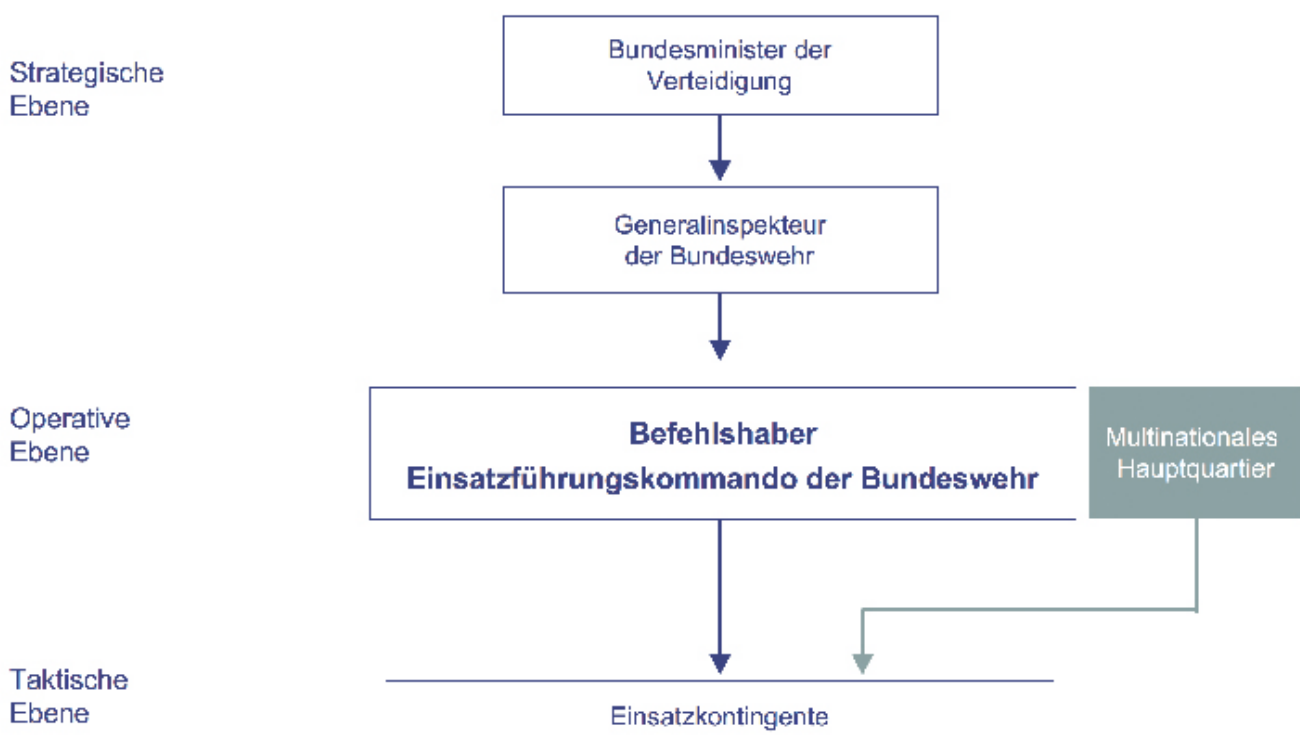 Strategische
Ebene
Bundesminister der
Verteidigung
Generalinspekteur
der Bundeswehr
Operative
Ebene
Befehlshaber
Einsatzführungskommando der Bundeswehr
Multinationales
Hauptquartier
Taktische
Ebene
Einsatzkontingente